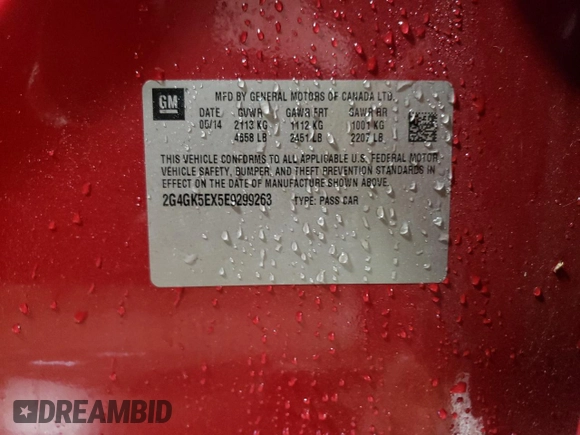 GM
MFD BY GENERAL MOTORS OF CANADA LTD.
DATE GVWR GAWR FRT GAWR RR
05/14 2113 KG 1112 KG 1001 KG
4658 LB 2451 LB 2207 LB
THIS VEHICLE CONFORMS TO ALL APPLICABLE U.S. FEDERAL MOTOR
VEHICLE SAFETY, BUMPER, AND THEFT PREVENTION STANDARDS IN
EFFECT ON THE DATE OF MANUFACTURE SHOWN ABOVE.
2G4GK5EX5E9299263 TYPE: PASS CAR
DREAMBID